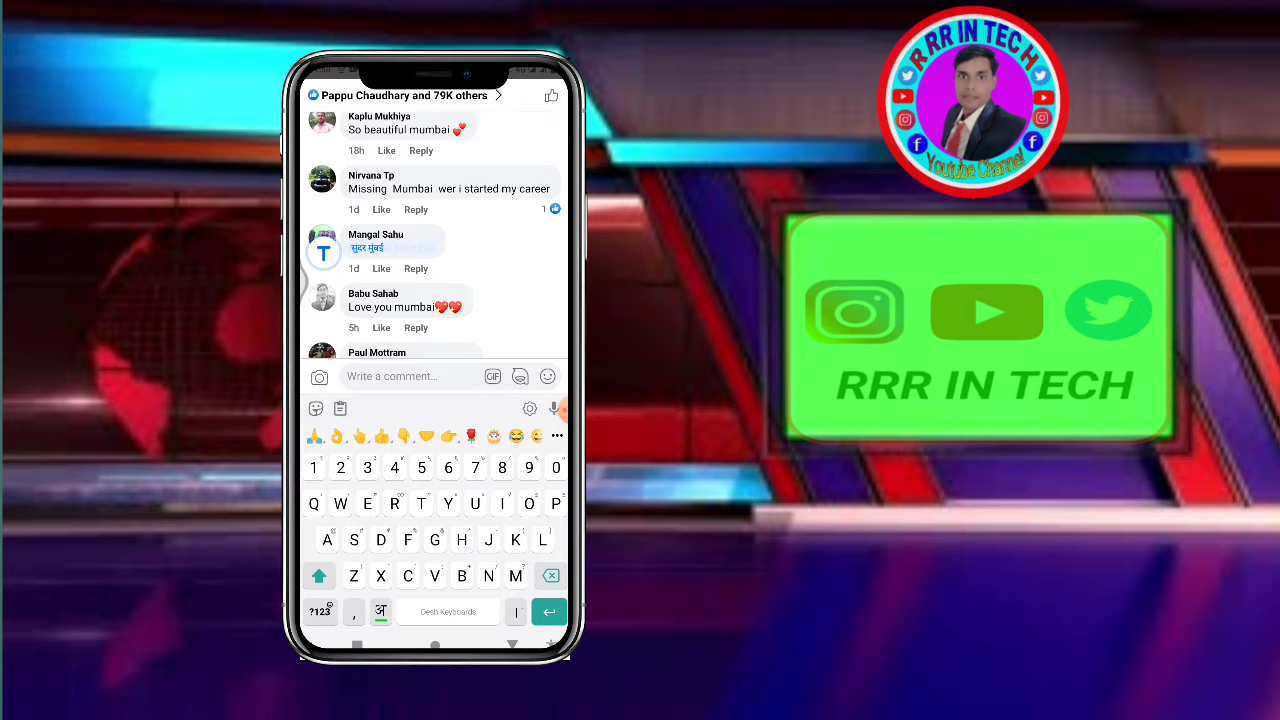 Pappu Chaudhary and 79K others
Kaplu Mukhiya
So beautiful mumbai 💕
18h Like Reply
Nirvana Tp
Missing Mumbai wer i started my career
1d Like Reply 1
Mangal Sahu
सुंदर मुंबई
T
1d Like Reply
Babu Sahab
Love you mumbai💖💖
5h Like Reply
Paul Mottram
Write a comment...
GIF
🙏👌👆👍👇🤝👉🌹🎂😂
1 2 3 4 5 6 7 8 9 0
Q W E R T Y U I O P
A S D F G H J K L
Z X C V B N M
?123 , अ Desh Keyboards |
RRR IN TECH
Youtube Channel
RRR IN TECH